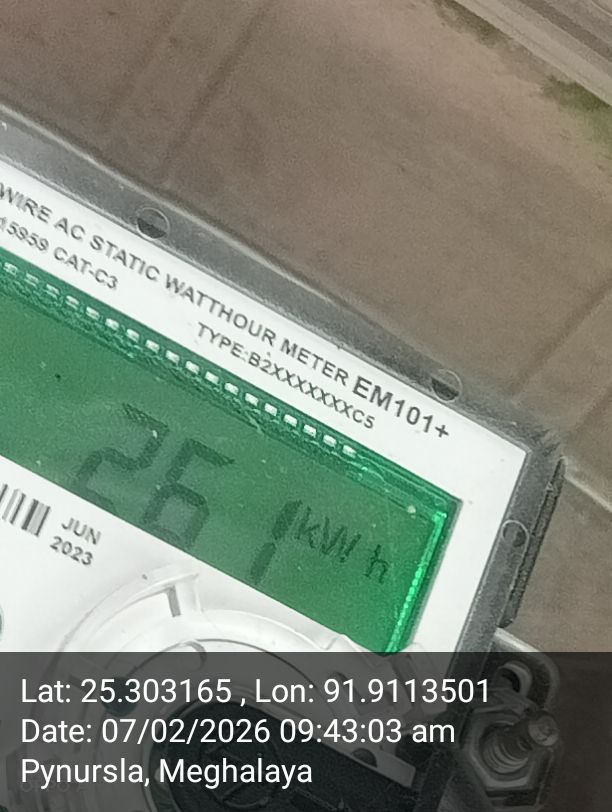 WIRE AC STATIC WATTHOUR METER EM101+
15959 CAT-C3
TYPE:B2XXXXXXXC5
261 kWh
JUN
2023
Lat: 25.303165 , Lon: 91.9113501
Date: 07/02/2026 09:43:03 am
Pynursla, Meghalaya